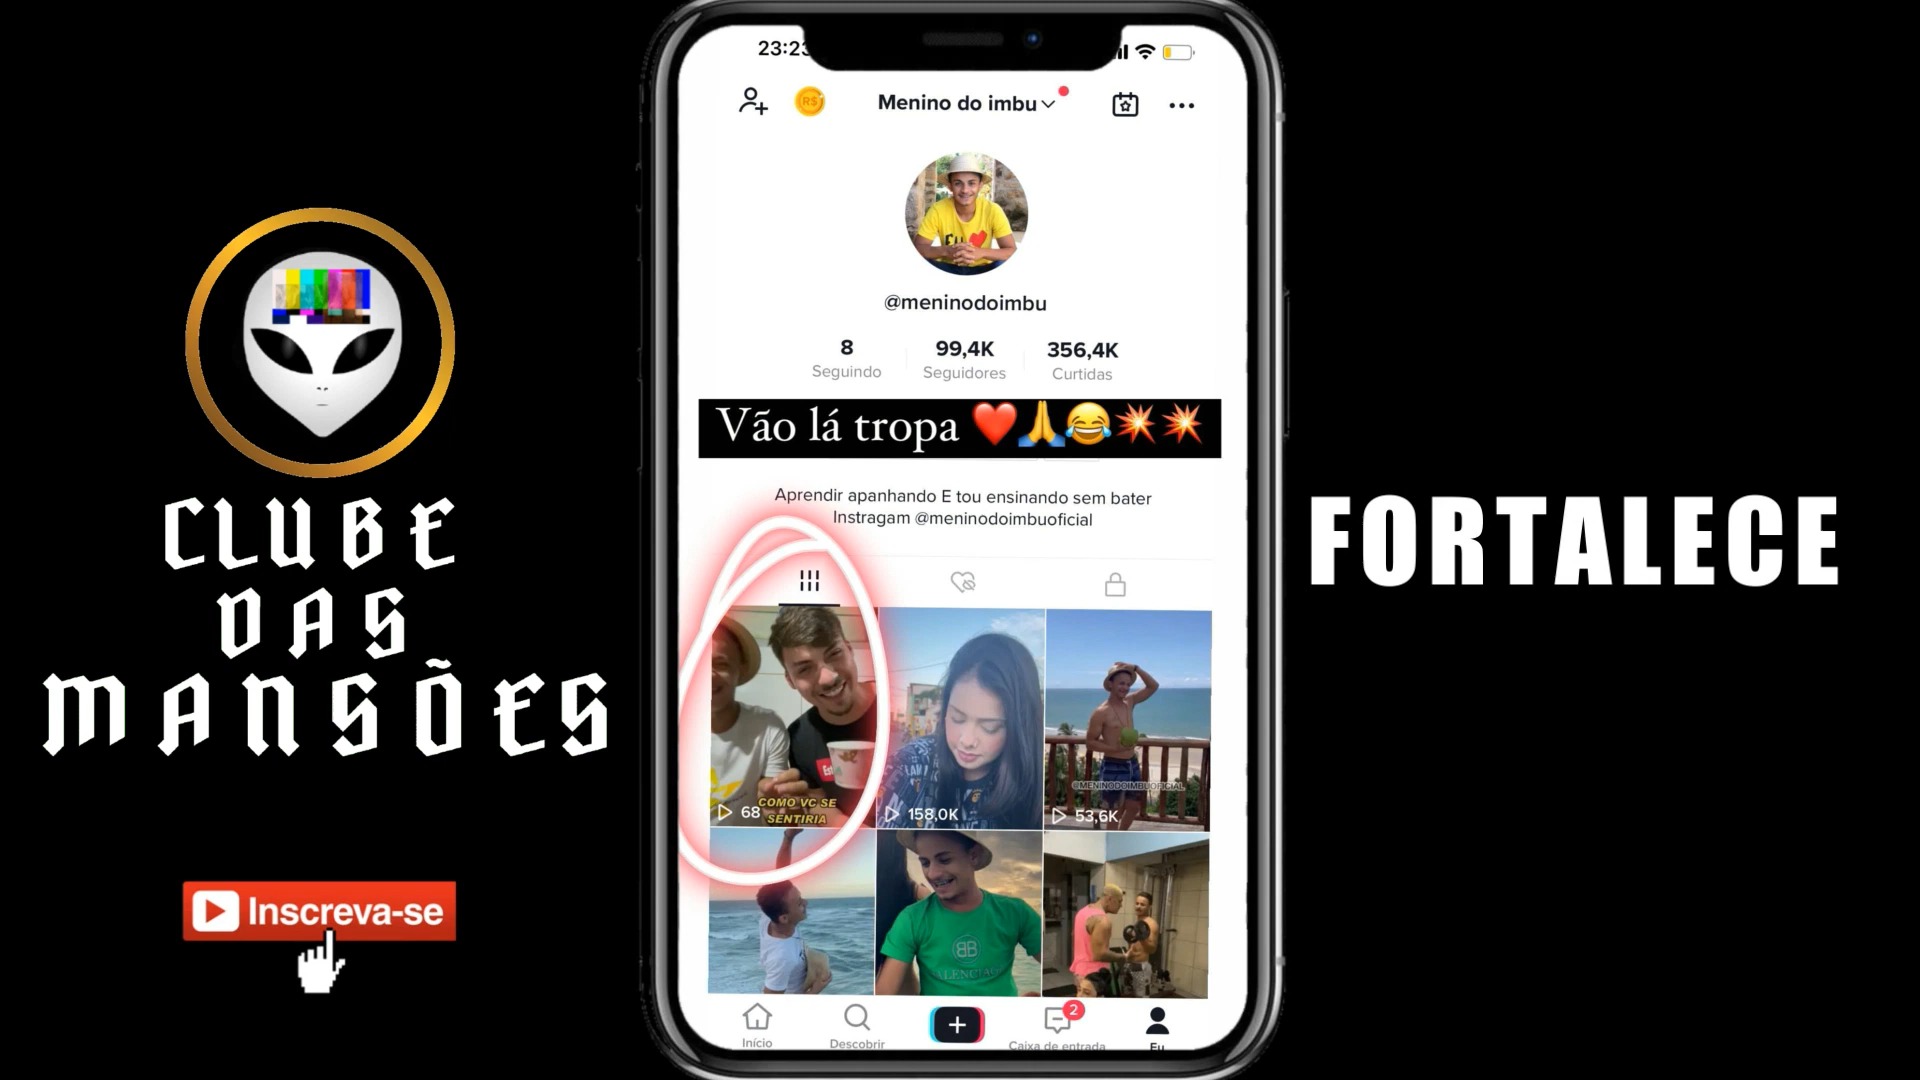 CLUBE
DAS
MANSÕES
Inscreva-se
23:23
R$
Menino do imbu
@meninodoimbu
8
Seguindo
99,4K
Seguidores
356,4K
Curtidas
Vão lá tropa ❤️🙏😂💥💥
Aprendir apanhando E tou ensinando sem bater
Instragam @meninodoimbuoficial
68
COMO VC SE
SENTIRIA
158,0K
@MENINODOIMBUOFICIAL
53,6K
Início
Descobrir
2
Caixa de entrada
Eu
FORTALECE